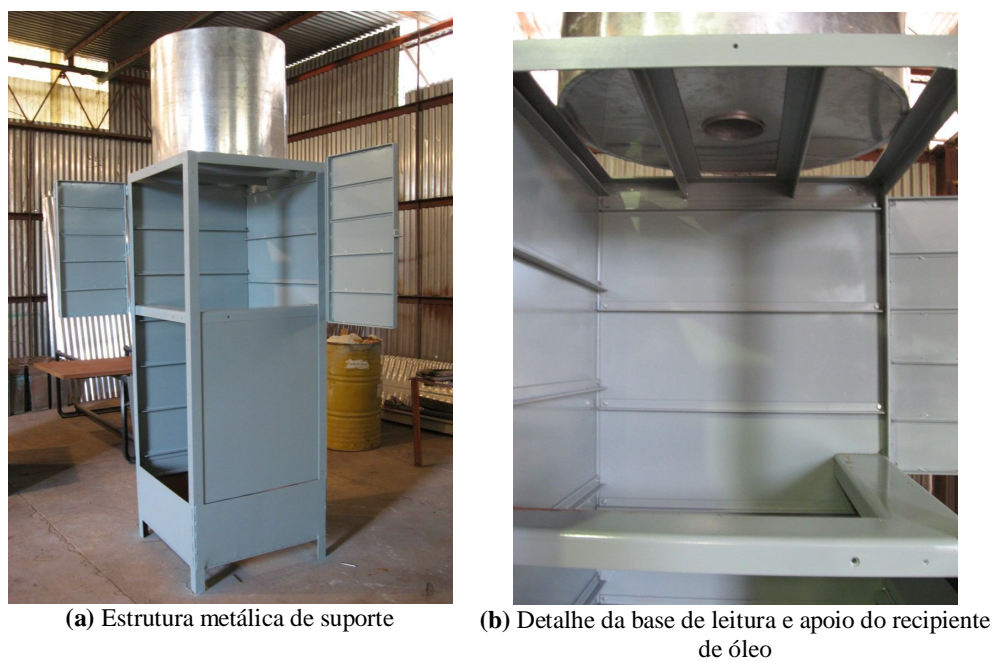 (a) Estrutura metálica de suporte
(b) Detalhe da base de leitura e apoio do recipiente
de óleo